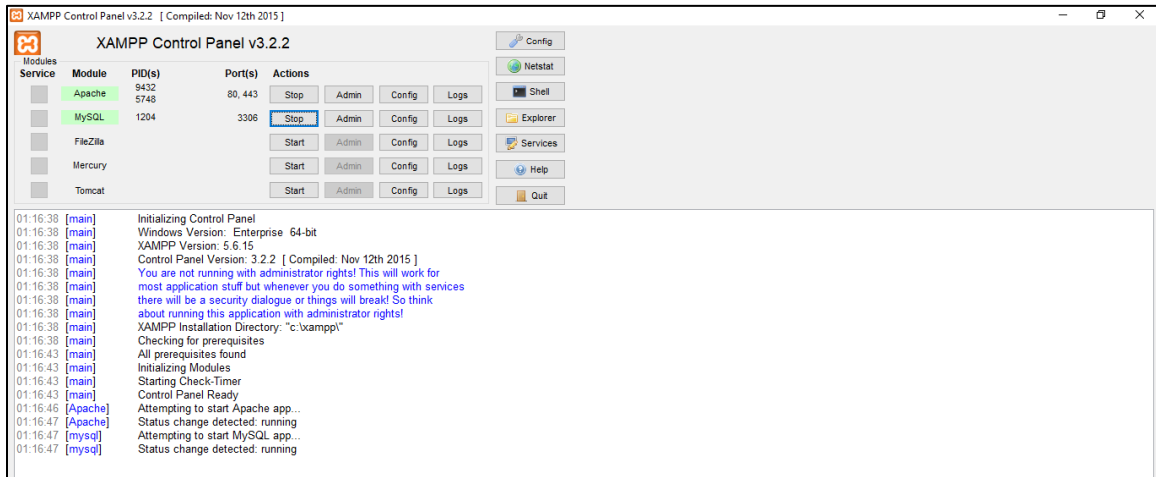 XAMPP Control Panel v3.2.2 [ Compiled: Nov 12th 2015 ]
XAMPP Control Panel v3.2.2
Config
Modules
Service Module PID(s) Port(s) Actions
Netstat
Apache 9432 5748 80, 443 Stop Admin Config Logs
Shell
MySQL 1204 3306 Stop Admin Config Logs
Explorer
FileZilla Start Admin Config Logs
Services
Mercury Start Admin Config Logs
Help
Tomcat Start Admin Config Logs
Quit
01:16:38 [main] Initializing Control Panel
01:16:38 [main] Windows Version: Enterprise 64-bit
01:16:38 [main] XAMPP Version: 5.6.15
01:16:38 [main] Control Panel Version: 3.2.2 [ Compiled: Nov 12th 2015 ]
01:16:38 [main] You are not running with administrator rights! This will work for
01:16:38 [main] most application stuff but whenever you do something with services
01:16:38 [main] there will be a security dialogue or things will break! So think
01:16:38 [main] about running this application with administrator rights!
01:16:38 [main] XAMPP Installation Directory: "c:\xampp\"
01:16:38 [main] Checking for prerequisites
01:16:43 [main] All prerequisites found
01:16:43 [main] Initializing Modules
01:16:43 [main] Starting Check-Timer
01:16:43 [main] Control Panel Ready
01:16:46 [Apache] Attempting to start Apache app...
01:16:47 [Apache] Status change detected: running
01:16:47 [mysql] Attempting to start MySQL app...
01:16:47 [mysql] Status change detected: running